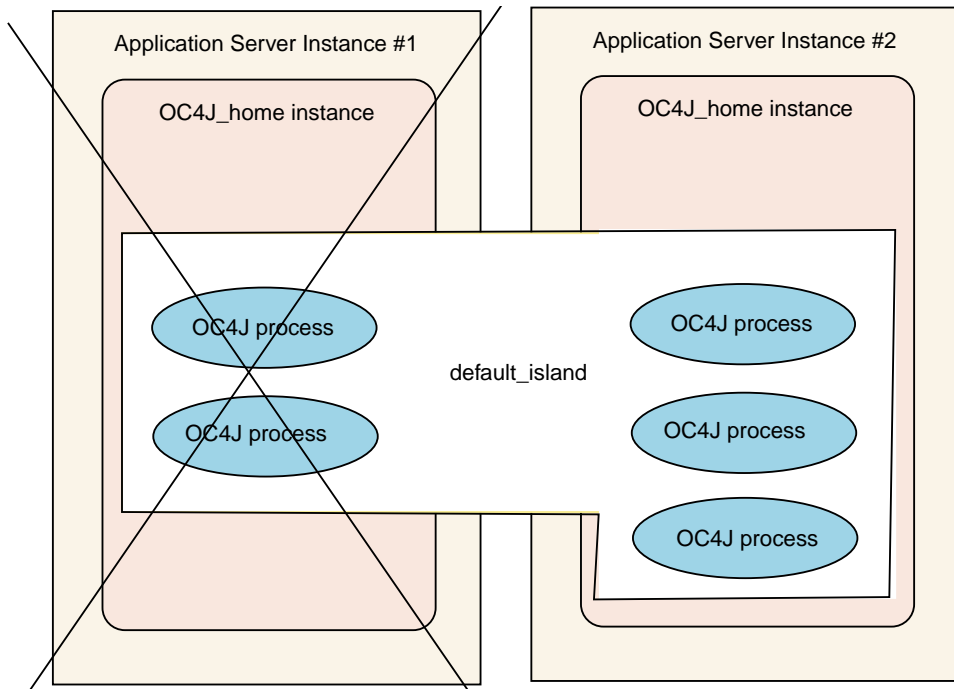 Application Server Instance #1
Application Server Instance #2
OC4J_home instance
OC4J_home instance
OC4J process
OC4J process
default_island
OC4J process
OC4J process
OC4J process